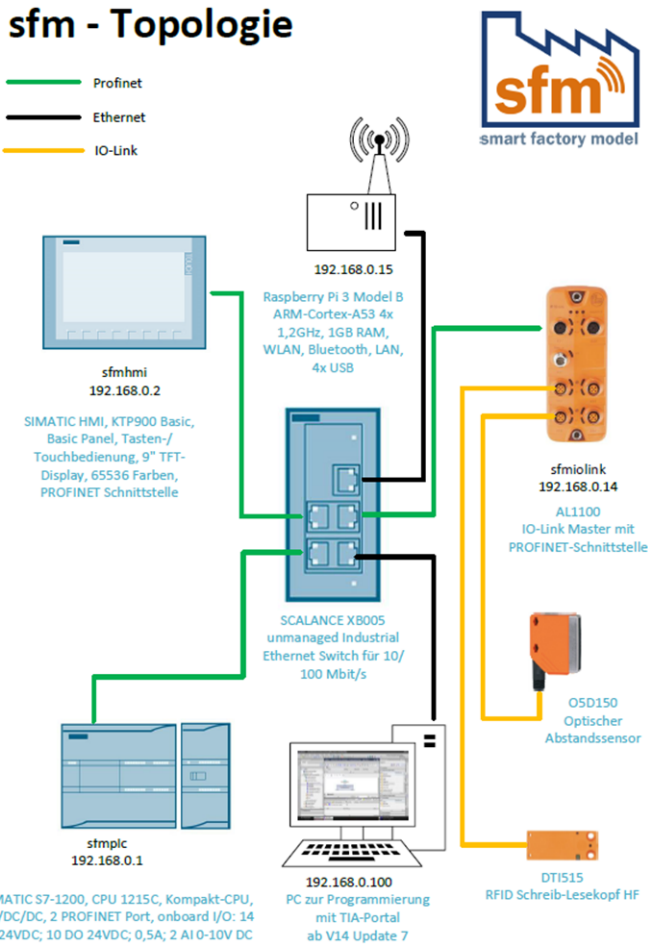 sfm - Topologie
Profinet
Ethernet
IO-Link
sfm
smart factory model
192.168.0.15
Raspberry Pi 3 Model B
ARM-Cortex-A53 4x
1,2GHz, 1GB RAM,
WLAN, Bluetooth, LAN,
4x USB
sfmhmi
192.168.0.2
SIMATIC HMI, KTP900 Basic,
Basic Panel, Tasten-/
Touchbedienung, 9" TFT-
Display, 65536 Farben,
PROFINET Schnittstelle
sfmiolink
192.168.0.14
AL1100
IO-Link Master mit
PROFINET-Schnittstelle
SCALANCE XB005
unmanaged Industrial
Ethernet Switch für 10/
100 Mbit/s
O5D150
Optischer
Abstandssensor
sfmplc
192.168.0.1
MATIC S7-1200, CPU 1215C, Kompakt-CPU,
/DC/DC, 2 PROFINET Port, onboard I/O: 14
24VDC; 10 DO 24VDC; 0,5A; 2 AI 0-10V DC
192.168.0.100
PC zur Programmierung
mit TIA-Portal
ab V14 Update 7
DTI515
RFID Schreib-Lesekopf HF